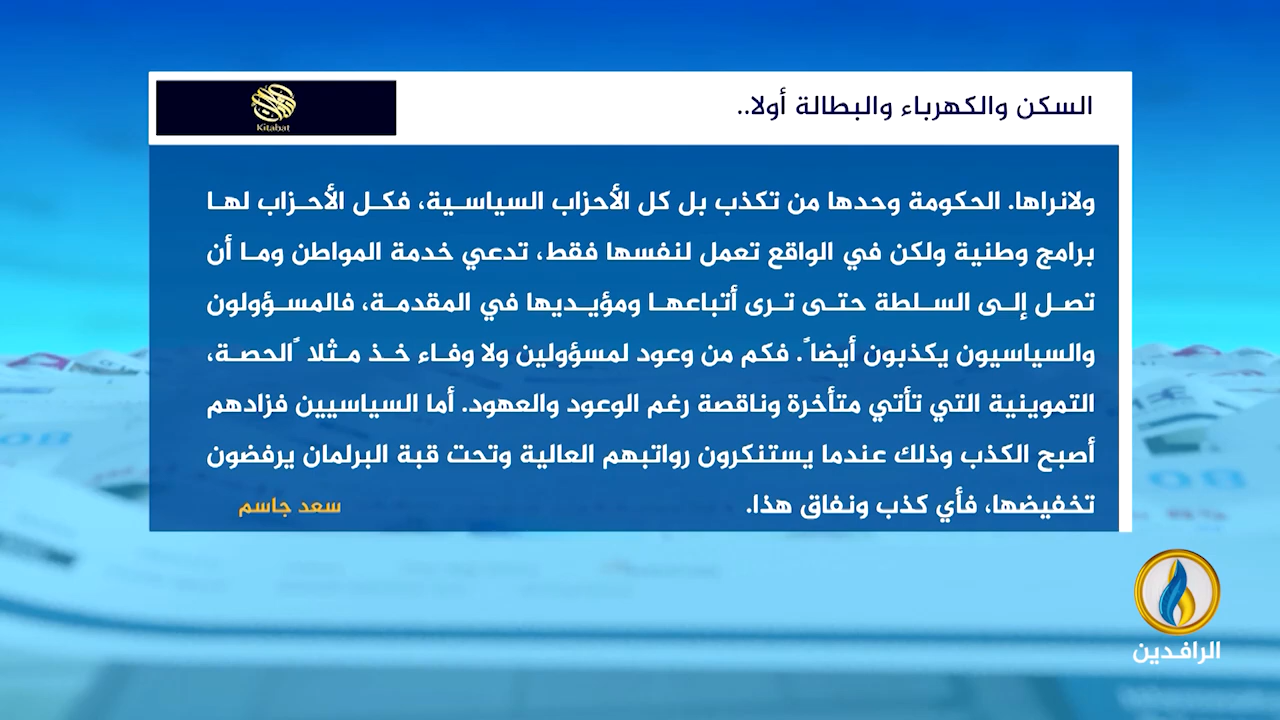 السكن والكهرباء والبطالة أولا..
Kitabat
ولانراها. الحكومة وحدها من تكذب بل كل الأحزاب السياسية، فكل الأحزاب لها
برامج وطنية ولكن في الواقع تعمل لنفسها فقط، تدعي خدمة المواطن وما أن
تصل إلى السلطة حتى ترى أتباعها ومؤيديها في المقدمة، فالمسؤولون
والسياسيون يكذبون أيضا ً. فكم من وعود لمسؤولين ولا وفاء خذ مثلا ًالحصة،
التموينية التي تأتي متأخرة وناقصة رغم الوعود والعهود. أما السياسيين فزادهم
أصبح الكذب وذلك عندما يستنكرون رواتبهم العالية وتحت قبة البرلمان يرفضون
تخفيضها، فأي كذب ونفاق هذا.
سعد جاسم
الرافدين